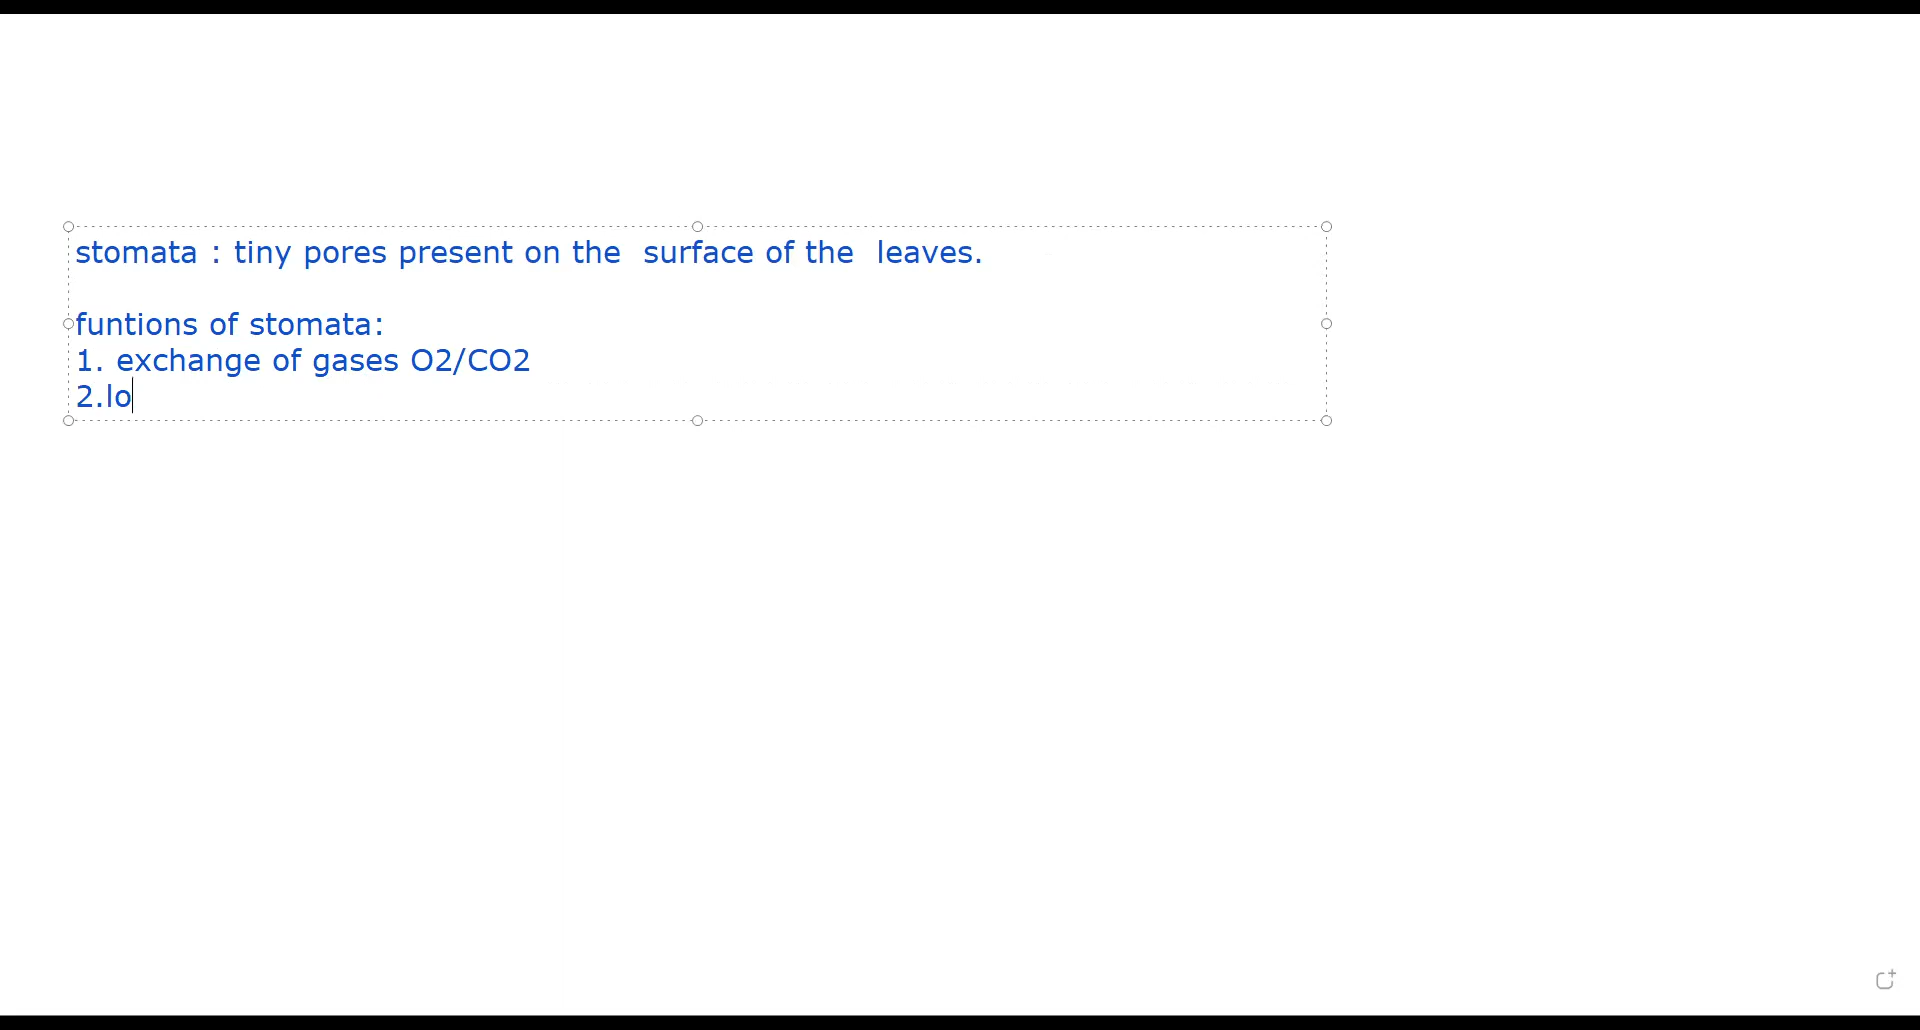 stomata : tiny pores present on the  surface of the  leaves.
funtions of stomata:
1. exchange of gases O2/CO2
2.lo